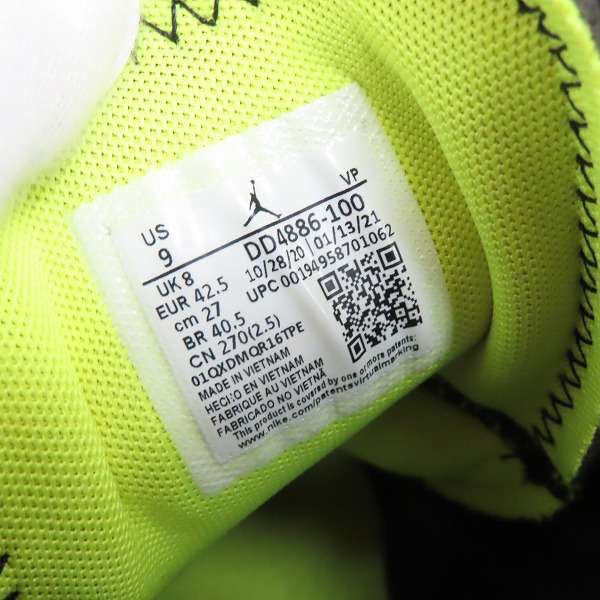 US
9
VP
UK 8
EUR 42.5
cm 27
BR 40.5
CN 270(2.5)
DD4886-100
10/28/20 | 01/13/21
UPC 00194958701062
01QXDMQR16TPE
MADE IN VIETNAM
HECHO EN VIETNAM
FABRIQUE AU VIETNAM
FABRICADO NO VIETNÃ
This product is covered by one or more patents:
www.nike.com/patentsvirtualmarking